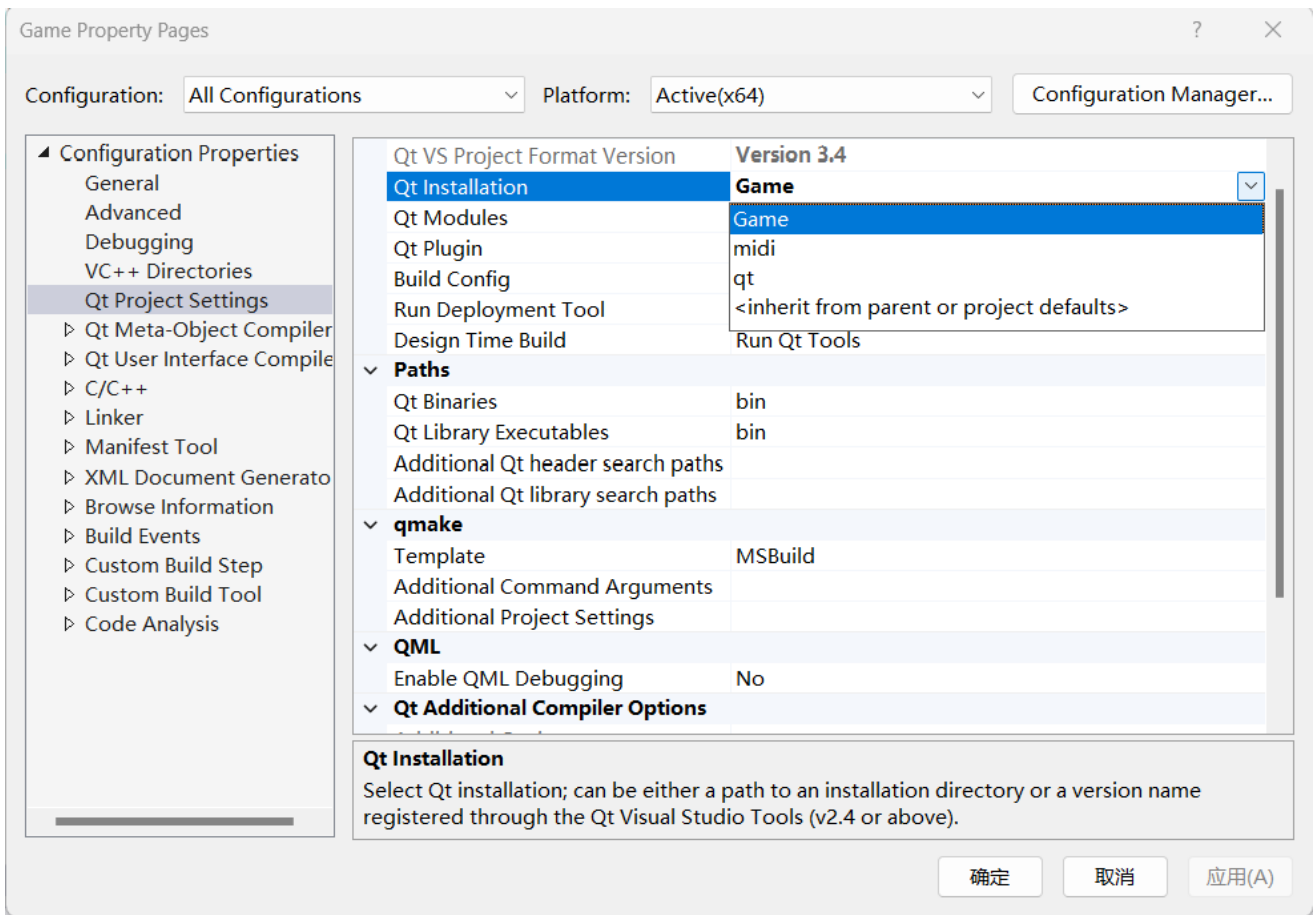 Game Property Pages ?
Configuration: All Configurations Platform: Active(x64) Configuration Manager...
Configuration Properties
General
Advanced
Debugging
VC++ Directories
Qt Project Settings
Qt Meta-Object Compiler
Qt User Interface Compile
C/C++
Linker
Manifest Tool
XML Document Generato
Browse Information
Build Events
Custom Build Step
Custom Build Tool
Code Analysis
Qt VS Project Format Version Version 3.4
Qt Installation Game
Qt Modules Game
Qt Plugin midi
Build Config qt
Run Deployment Tool <inherit from parent or project defaults>
Design Time Build Run Qt Tools
Paths
Qt Binaries bin
Qt Library Executables bin
Additional Qt header search paths
Additional Qt library search paths
qmake
Template MSBuild
Additional Command Arguments
Additional Project Settings
QML
Enable QML Debugging No
Qt Additional Compiler Options
Qt Installation
Select Qt installation; can be either a path to an installation directory or a version name
registered through the Qt Visual Studio Tools (v2.4 or above).
确定 取消 应用(A)